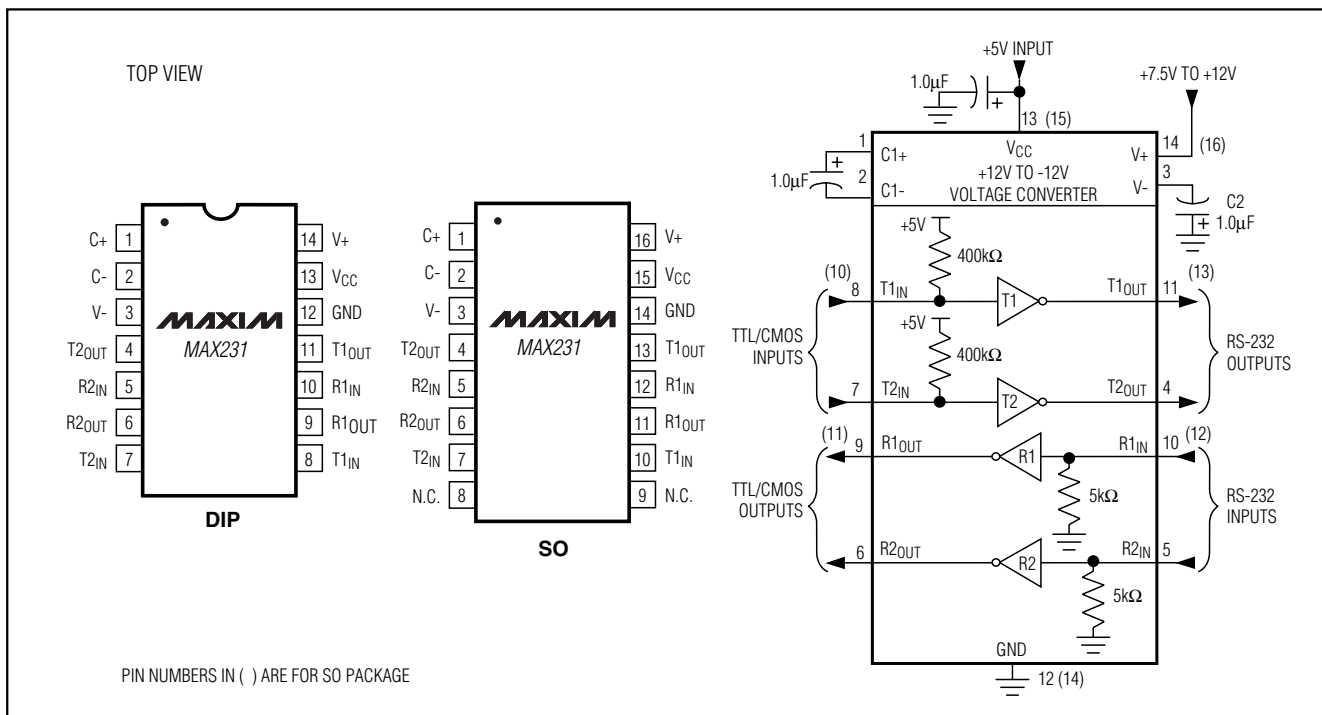 TOP VIEW
C+ 1
C- 2
V- 3
T2OUT 4
R2IN 5
R2OUT 6
T2IN 7
14 V+
13 VCC
12 GND
11 T1OUT
10 R1IN
9 R1OUT
8 T1IN
MAXIM
MAX231
DIP
C+ 1
C- 2
V- 3
T2OUT 4
R2IN 5
R2OUT 6
T2IN 7
N.C. 8
16 V+
15 VCC
14 GND
13 T1OUT
12 R1IN
11 R1OUT
10 T1IN
9 N.C.
MAXIM
MAX231
SO
PIN NUMBERS IN ( ) ARE FOR SO PACKAGE
+5V INPUT
+7.5V TO +12V
1.0µF
+
13 (15)
1
C1+
VCC
V+
14 (16)
1.0µF
+
2
C1-
+12V TO -12V
VOLTAGE CONVERTER
V-
3
C2
+
1.0µF
+5V
400kΩ
(10)
8
T1IN
T1
T1OUT
11
(13)
+5V
400kΩ
TTL/CMOS
INPUTS
RS-232
OUTPUTS
7
T2IN
T2
T2OUT
4
(11)
9
R1OUT
R1
R1IN
10
(12)
5kΩ
TTL/CMOS
OUTPUTS
RS-232
INPUTS
6
R2OUT
R2
R2IN
5
5kΩ
GND
12 (14)